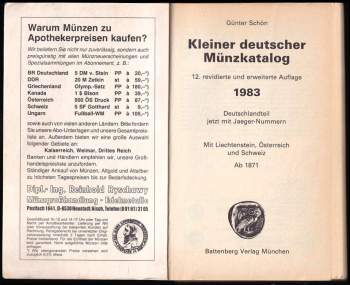 Warum Münzen zu
Apothekerpreisen kaufen?
Wir beliefern Sie nicht nur zuverlässig, sondern auch
preisgünstig mit allen Münzneuerscheinungen und
Spezialsammlungen im Abonnement, z. B.:
BR Deutschland 5 DM v. Stein PP à
DDR 20 M Zetkin St à
Griechenland Olymp.-Satz PP à 180,-*)
Kanada 1 $ Bison PP à 39,-*)
Österreich 500 ÖS Druck PP à 87,-*)
Schweiz 5 SF Gotthard St à
Ungarn Fußball-WM PP à 105,-*)
sowie auch von vielen anderen Ländern. Bitte fordern
Sie unsere Abo-Unterlagen und unsere Gesamtpreis-
liste an. Außerdem bieten wir eine große Auswahl
folgender Gebiete an:
Kaiserreich, Weimar, Drittes Reich
Banken und Händlern empfehlen wir, unsere Groß-
handelspreisliste anzufordern.
Ständiger Ankauf von Münzen, Altgold und Altsilber
zu höchsten Tagespreisen bis zur Bedarfsdeckung.
Dipl.-Ing. Reinhold Ryschawy
Münzgroßhandlung - Edelmetalle
Günter Schön
Kleiner deutscher
Münzkatalog
12. revidierte und erweiterte Auflage
1983
Deutschlandteil
jetzt mit Jaeger-Nummern
Mit Liechtenstein, Österreich
und Schweiz
Ab 1871
Battenberg Verlag München